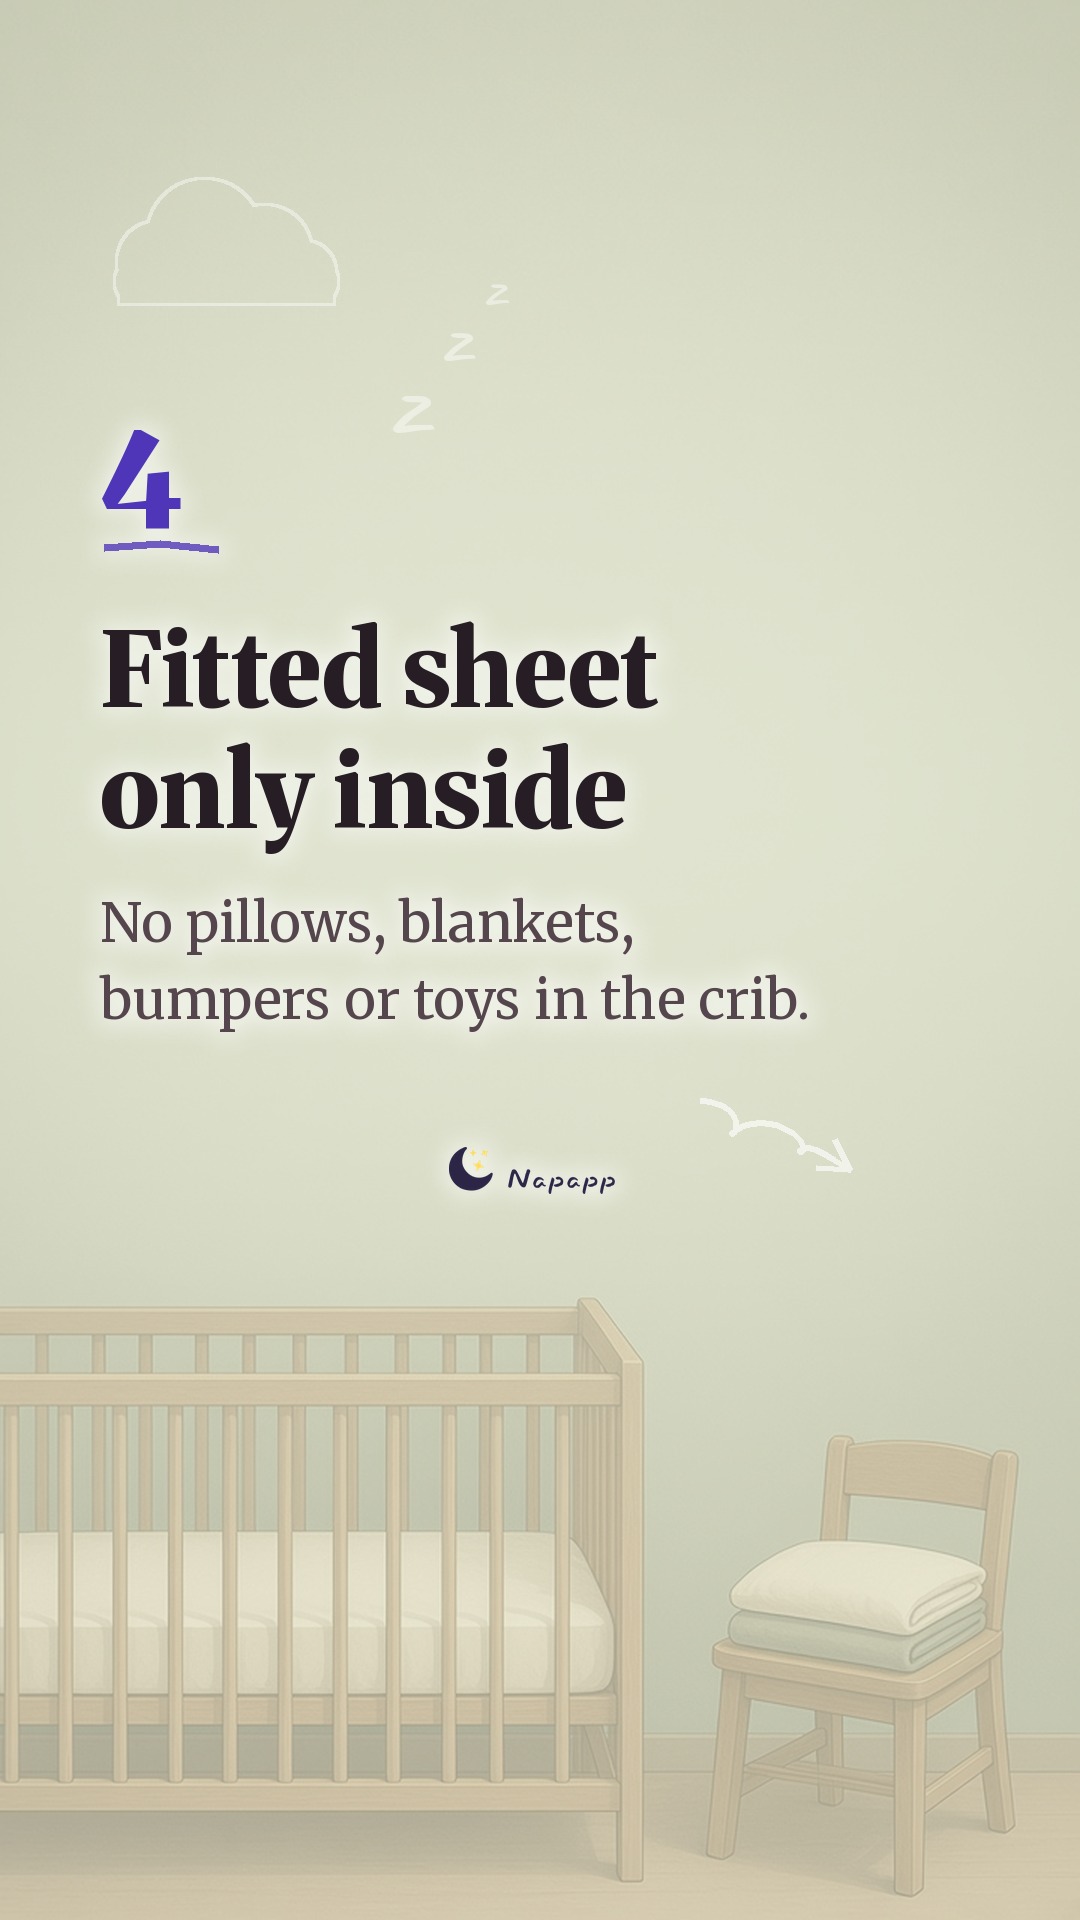 z
z
z
4
Fitted sheet
only inside
No pillows, blankets,
bumpers or toys in the crib.
Napapp